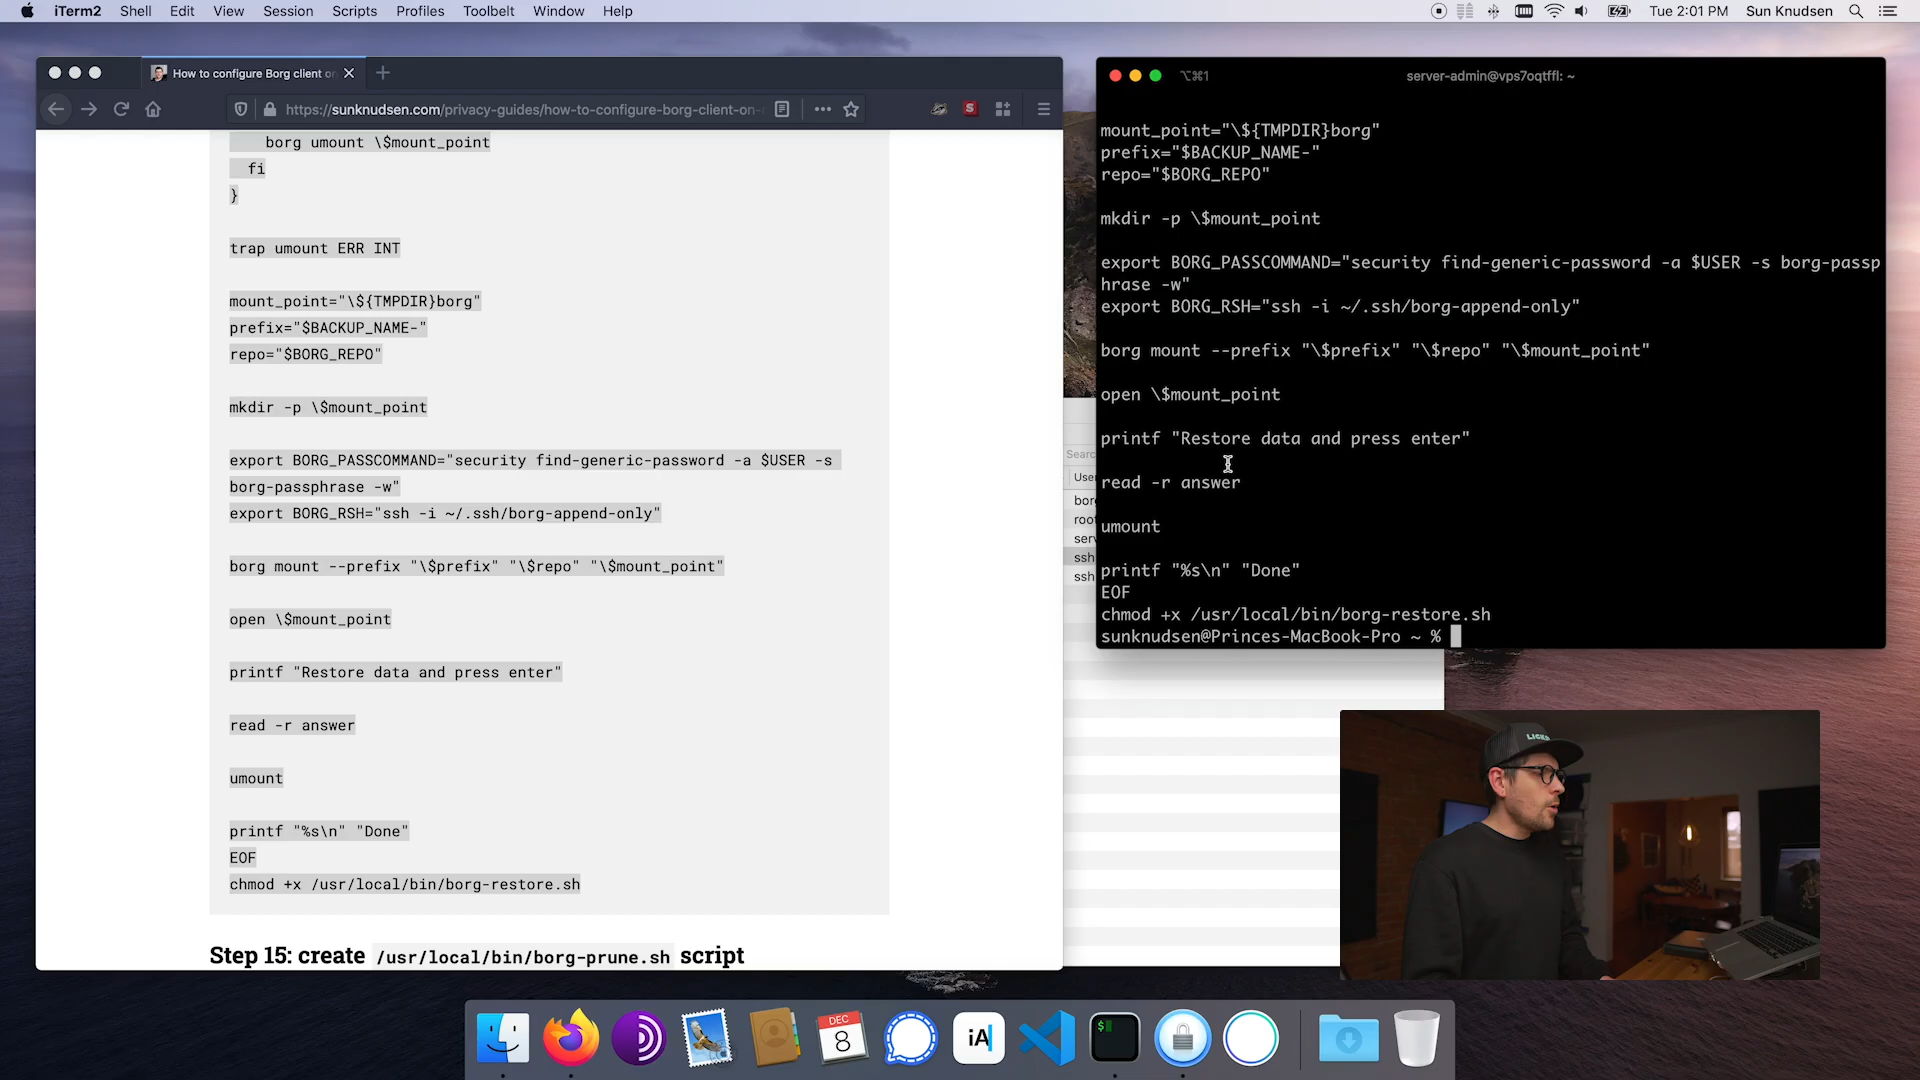 iTerm2 Shell Edit View Session Scripts Profiles Toolbelt Window Help Tue 2:01 PM Sun Knudsen
How to configure Borg client on
https://sunknudsen.com/privacy-guides/how-to-configure-borg-client-on-
borg umount \$mount_point
fi
}
trap umount ERR INT
mount_point="\${TMPDIR}borg"
prefix="$BACKUP_NAME-"
repo="$BORG_REPO"
mkdir -p \$mount_point
export BORG_PASSCOMMAND="security find-generic-password -a $USER -s
borg-passphrase -w"
export BORG_RSH="ssh -i ~/.ssh/borg-append-only"
borg mount --prefix "\$prefix" "\$repo" "\$mount_point"
open \$mount_point
printf "Restore data and press enter"
read -r answer
umount
printf "%s\n" "Done"
EOF
chmod +x /usr/local/bin/borg-restore.sh
Step 15: create /usr/local/bin/borg-prune.sh script
⌥⌘1 server-admin@vps7oqtffl: ~
mount_point="\${TMPDIR}borg"
prefix="$BACKUP_NAME-"
repo="$BORG_REPO"
mkdir -p \$mount_point
export BORG_PASSCOMMAND="security find-generic-password -a $USER -s borg-passp
hrase -w"
export BORG_RSH="ssh -i ~/.ssh/borg-append-only"
borg mount --prefix "\$prefix" "\$repo" "\$mount_point"
open \$mount_point
printf "Restore data and press enter"
read -r answer
umount
printf "%s\n" "Done"
EOF
chmod +x /usr/local/bin/borg-restore.sh
sunknudsen@Princes-MacBook-Pro ~ %
Searc
User
borg
root
serv
ssh
ssh
DEC
8
iA
$